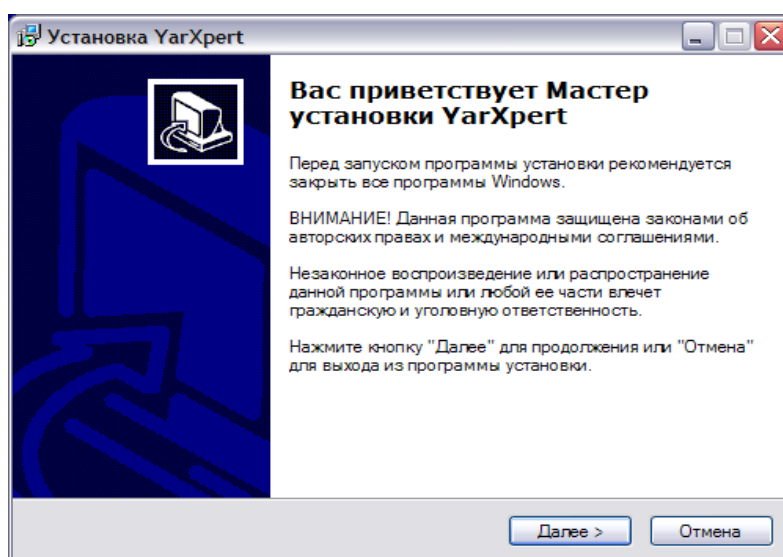 Установка YarXpert
Вас приветствует Мастер
установки YarXpert
Перед запуском программы установки рекомендуется
закрыть все программы Windows.
ВНИМАНИЕ! Данная программа защищена законами об
авторских правах и международными соглашениями.
Незаконное воспроизведение или распространение
данной программы или любой ее части влечет
гражданскую и уголовную ответственность.
Нажмите кнопку "Далее" для продолжения или "Отмена"
для выхода из программы установки.
Далее >
Отмена